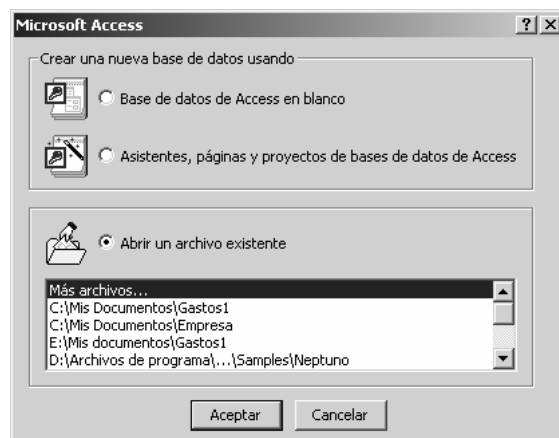 Microsoft Access
Crear una nueva base de datos usando
Base de datos de Access en blanco
Asistentes, páginas y proyectos de bases de datos de Access
Abrir un archivo existente
Más archivos...
C:\Mis Documentos\Gastos1
C:\Mis Documentos\Empresa
E:\Mis documentos\Gastos1
D:\Archivos de programa\...\Samples\Neptuno
Aceptar Cancelar